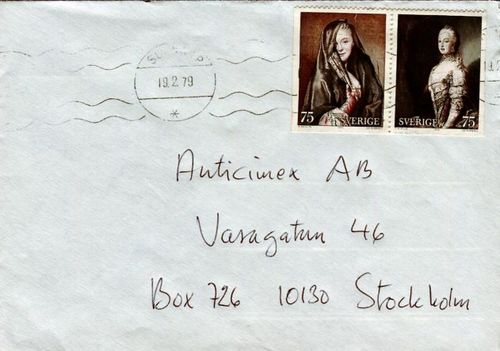 19.2.79
75 SVERIGE
SVERIGE 75
Anticimex AB
Vasagatan 46
Box 726 10130 Stockholm